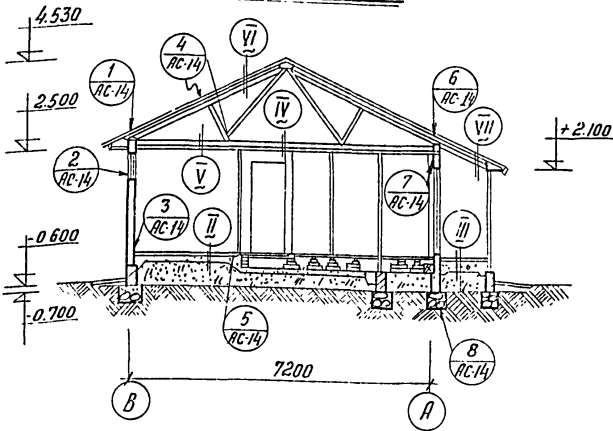 4.530
VI
4
АС-14
1
АС-14
6
АС-14
2.500
IV
VII
+2.100
2
АС-14
V
7
АС-14
3
АС-14
II
III
-0.600
-0.700
5
АС-14
8
АС-14
7200
В
А